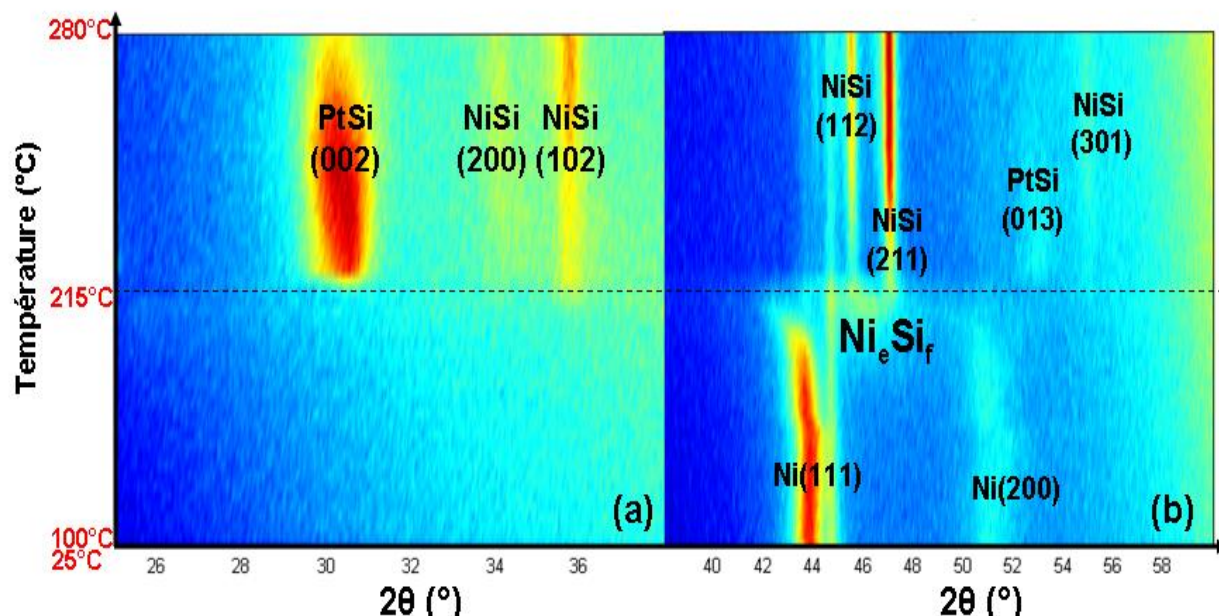 280°C
Température (°C)
215°C
100°C
25°C
PtSi
(002)
NiSi
(200)
NiSi
(102)
(a)
26 28 30 32 34 36
2θ (°)
NiSi
(112)
NiSi
(211)
NiSi
(301)
PtSi
(013)
NiₑSi_f
Ni(111)
Ni(200)
(b)
40 42 44 46 48 50 52 54 56 58
2θ (°)